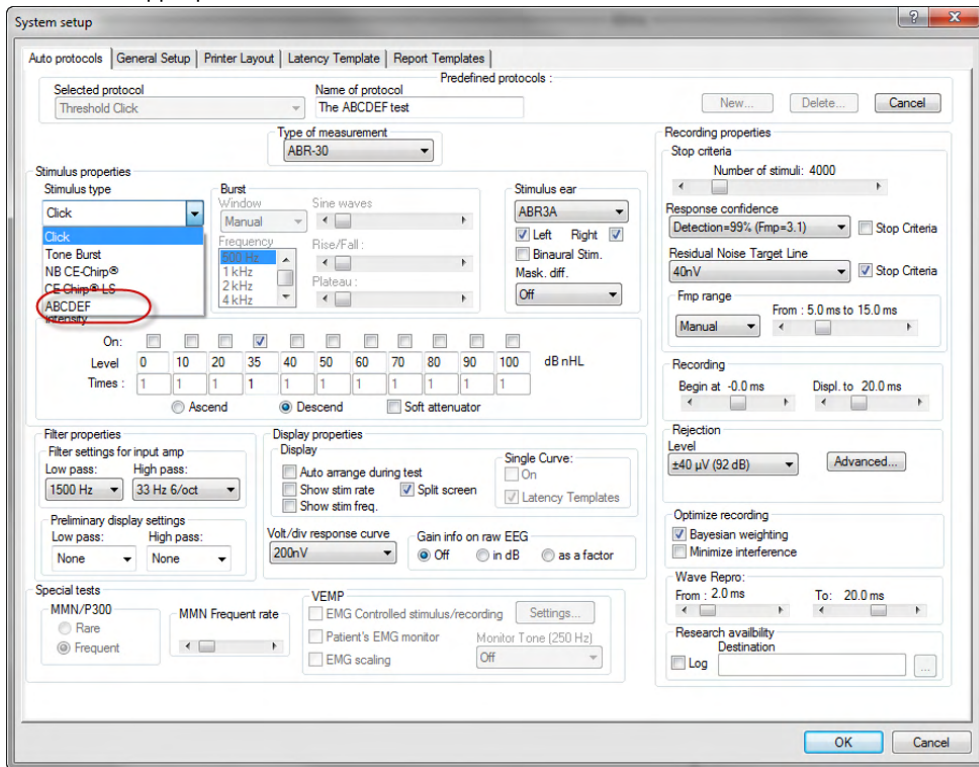 System setup
Auto protocols General Setup Printer Layout Latency Template Report Templates
Predefined protocols :
Selected protocol Name of protocol
Threshold Click The ABCDEF test New... Delete... Cancel
Type of measurement
ABR-30
Stimulus properties
Stimulus type
Click
Click
Tone Burst
NB CE-Chirp®
CE-Chirp® LS
ABCDEF
Burst
Window Sine waves
Manual
Frequency Rise/Fall :
500 Hz
1 kHz
2 kHz Plateau :
4 kHz
Stimulus ear
ABR3A
Left Right
Binaural Stim.
Mask. diff.
Off
Intensity
On:
Level 0 10 20 35 40 50 60 70 80 90 100 dB nHL
Times : 1 1 1 1 1 1 1 1 1 1 1
Ascend Descend Soft attenuator
Filter properties
Filter settings for input amp
Low pass: High pass:
1500 Hz 33 Hz 6/oct
Preliminary display settings
Low pass: High pass:
None None
Display properties
Display
Auto arrange during test
Show stim rate Split screen
Show stim freq.
Single Curve:
On
Latency Templates
Volt/div response curve
200nV
Gain info on raw EEG
Off in dB as a factor
Special tests
MMN/P300
Rare
Frequent
MMN Frequent rate
VEMP
EMG Controlled stimulus/recording Settings...
Patient's EMG monitor Monitor Tone (250 Hz)
EMG scaling Off
Recording properties
Stop criteria
Number of stimuli: 4000
Response confidence
Detection=99% (Fmp=3.1) Stop Criteria
Residual Noise Target Line
40nV Stop Criteria
Fmp range
From : 5.0 ms to 15.0 ms
Manual
Recording
Begin at -0.0 ms Displ. to 20.0 ms
Rejection
Level
±40 µV (92 dB) Advanced...
Optimize recording
Bayesian weighting
Minimize interference
Wave Repro:
From : 2.0 ms To: 20.0 ms
Research availbility
Destination
Log ...
OK Cancel